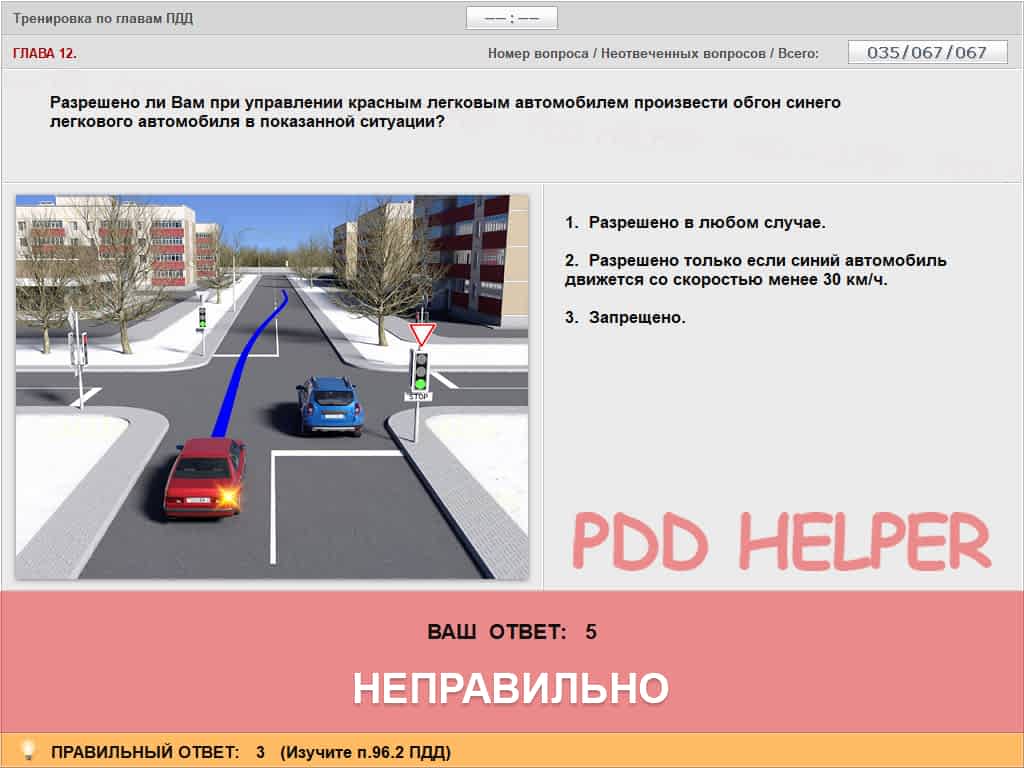 Тренировка по главам ПДД
—— : ——
ГЛАВА 12.
Номер вопроса / Неотвеченных вопросов / Всего:
035/067/067
Разрешено ли Вам при управлении красным легковым автомобилем произвести обгон синего
легкового автомобиля в показанной ситуации?
1. Разрешено в любом случае.
2. Разрешено только если синий автомобиль
движется со скоростью менее 30 км/ч.
3. Запрещено.
STOP
PDD HELPER
ВАШ ОТВЕТ: 5
НЕПРАВИЛЬНО
ПРАВИЛЬНЫЙ ОТВЕТ: 3 (Изучите п.96.2 ПДД)